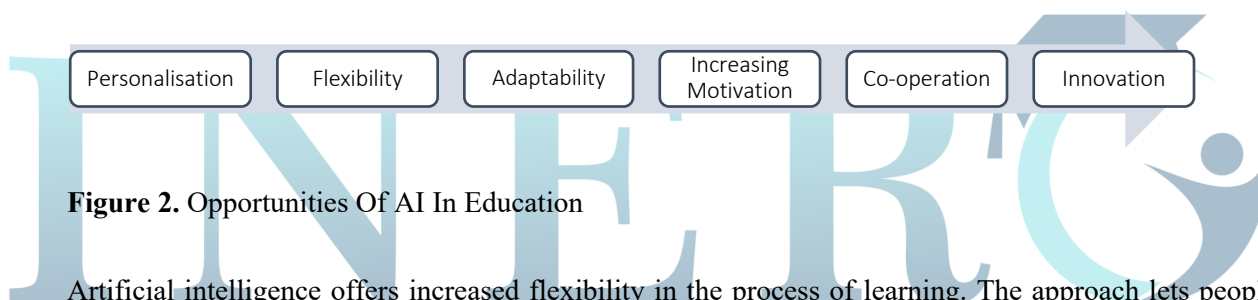 Personalisation
Flexibility
Adaptability
Increasing
Motivation
Co-operation
Innovation
Figure 2. Opportunities Of AI In Education
Artificial intelligence offers increased flexibility in the process of learning. The approach lets
INERC